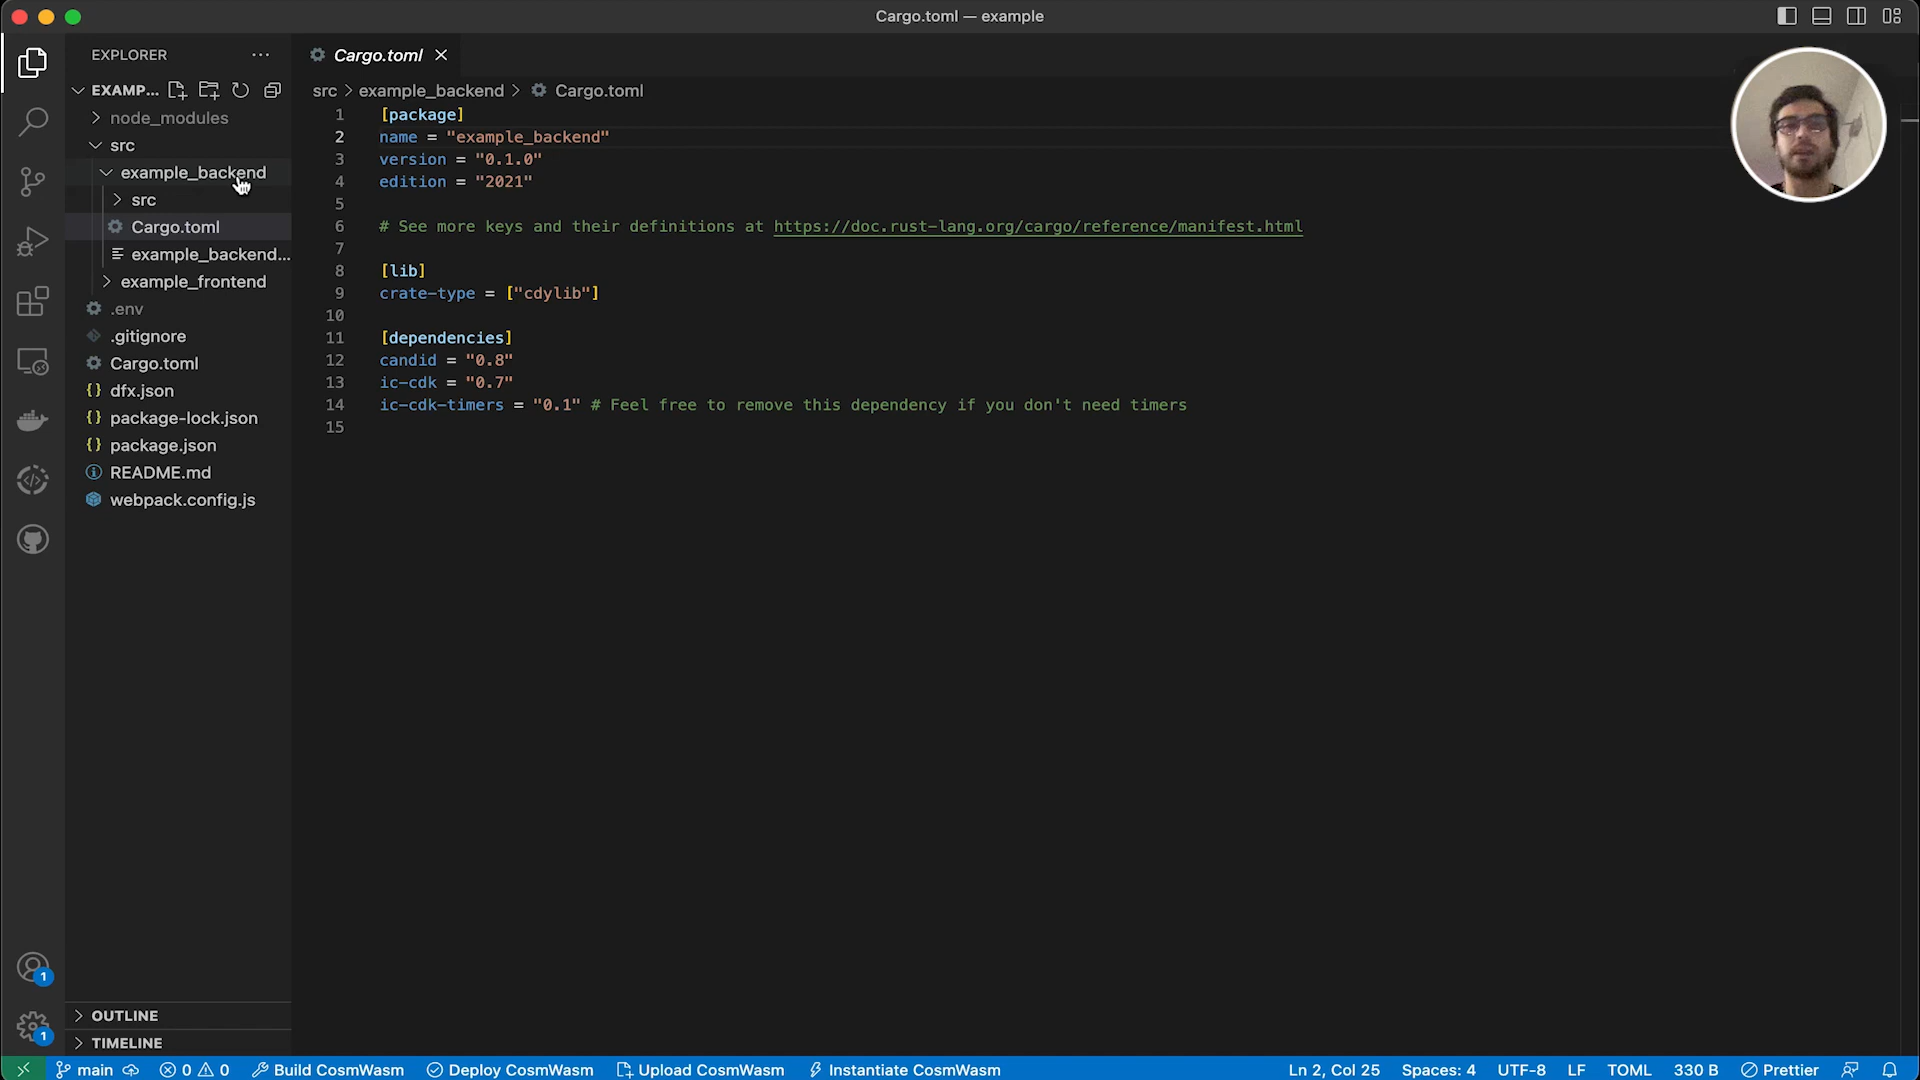 Cargo.toml — example
EXPLORER
EXAMP...
node_modules
src
example_backend
src
Cargo.toml
example_backend...
example_frontend
.env
.gitignore
Cargo.toml
dfx.json
package-lock.json
package.json
README.md
webpack.config.js
OUTLINE
TIMELINE
Cargo.toml
src > example_backend > Cargo.toml
1 [package]
2 name = "example_backend"
3 version = "0.1.0"
4 edition = "2021"
5
6 # See more keys and their definitions at https://doc.rust-lang.org/cargo/reference/manifest.html
7
8 [lib]
9 crate-type = ["cdylib"]
10
11 [dependencies]
12 candid = "0.8"
13 ic-cdk = "0.7"
14 ic-cdk-timers = "0.1" # Feel free to remove this dependency if you don't need timers
15
1
1
main 0 0 Build CosmWasm Deploy CosmWasm Upload CosmWasm Instantiate CosmWasm Ln 2, Col 25 Spaces: 4 UTF-8 LF TOML 330 B Prettier